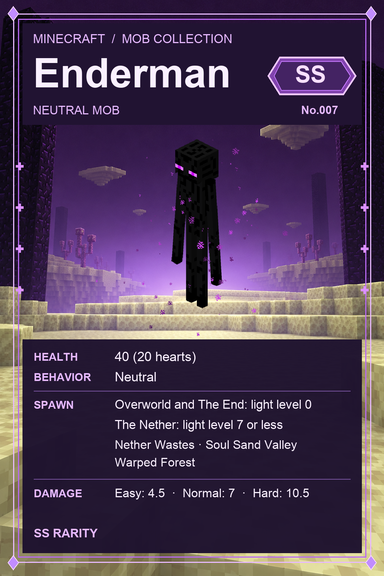 MINECRAFT / MOB COLLECTION
Enderman
SS
NEUTRAL MOB
No.007
HEALTH 40 (20 hearts)
BEHAVIOR Neutral
SPAWN Overworld and The End: light level 0
The Nether: light level 7 or less
Nether Wastes · Soul Sand Valley
Warped Forest
DAMAGE Easy: 4.5 · Normal: 7 · Hard: 10.5
SS RARITY